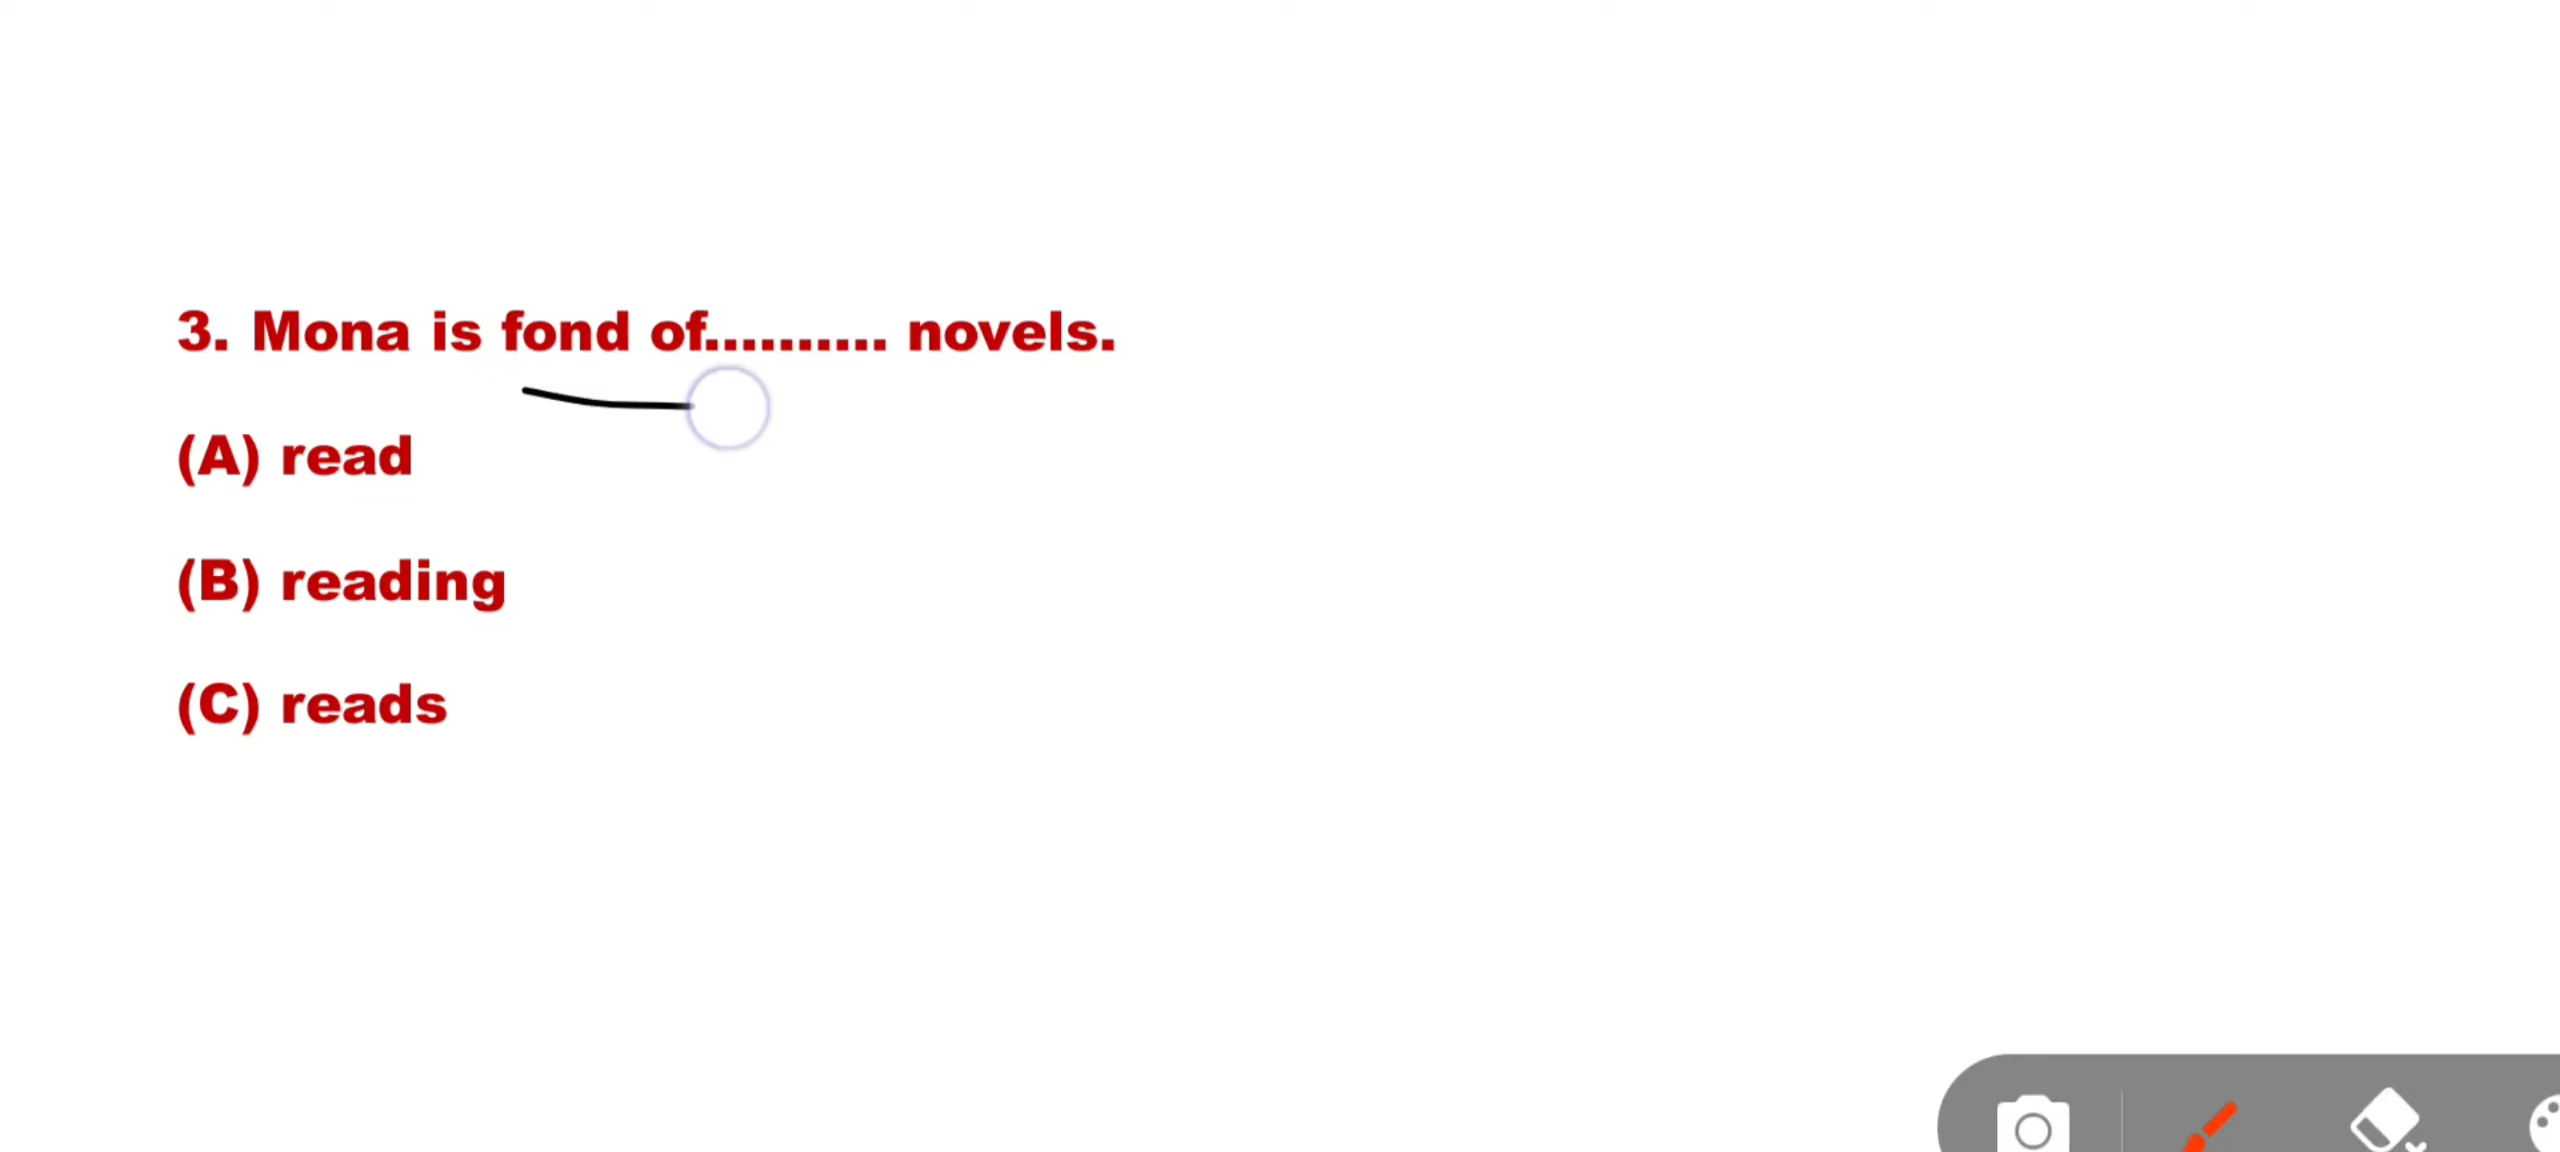 3. Mona is fond of.......... novels.
(A) read
(B) reading
(C) reads